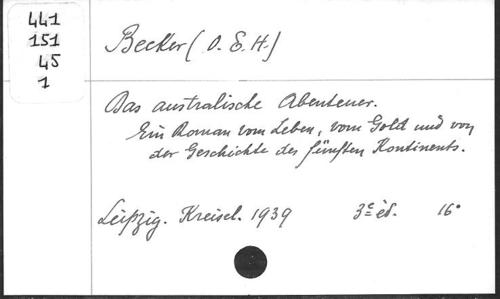 441
151
45
1
Becker (O. E. H.)
Das australische Abenteuer.
Ein Roman vom Leben, vom Gold und von
der Geschichte des fünften Kontinents.
Leipzig. Kreisel. 1939 3e éd. 16°